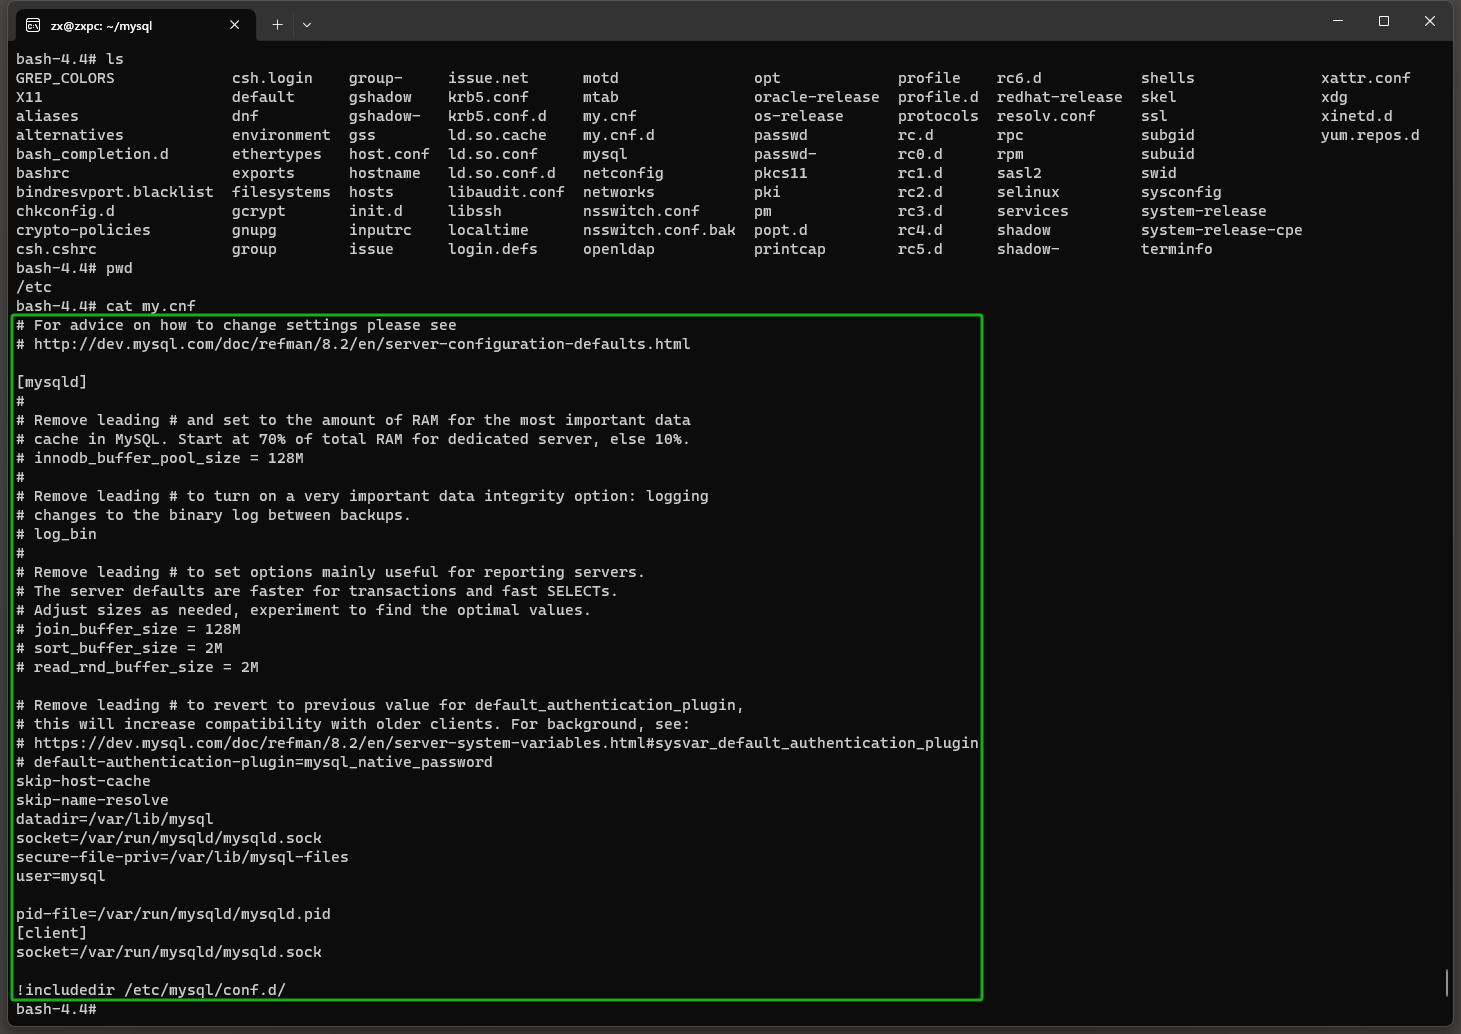 zx@zxpc: ~/mysql
bash-4.4# ls
GREP_COLORS csh.login group- issue.net motd opt profile rc6.d shells xattr.conf
X11 default gshadow krb5.conf mtab oracle-release profile.d redhat-release skel xdg
aliases dnf gshadow- krb5.conf.d my.cnf os-release protocols resolv.conf ssl xinetd.d
alternatives environment gss ld.so.cache my.cnf.d passwd rc.d rpc subgid yum.repos.d
bash_completion.d ethertypes host.conf ld.so.conf mysql passwd- rc0.d rpm subuid
bashrc exports hostname ld.so.conf.d netconfig pkcs11 rc1.d sasl2 swid
bindresvport.blacklist filesystems hosts libaudit.conf networks pki rc2.d selinux sysconfig
chkconfig.d gcrypt init.d libssh nsswitch.conf pm rc3.d services system-release
crypto-policies gnupg inputrc localtime nsswitch.conf.bak popt.d rc4.d shadow system-release-cpe
csh.cshrc group issue login.defs openldap printcap rc5.d shadow- terminfo
bash-4.4# pwd
/etc
bash-4.4# cat my.cnf
# For advice on how to change settings please see
# http://dev.mysql.com/doc/refman/8.2/en/server-configuration-defaults.html
[mysqld]
#
# Remove leading # and set to the amount of RAM for the most important data
# cache in MySQL. Start at 70% of total RAM for dedicated server, else 10%.
# innodb_buffer_pool_size = 128M
#
# Remove leading # to turn on a very important data integrity option: logging
# changes to the binary log between backups.
# log_bin
#
# Remove leading # to set options mainly useful for reporting servers.
# The server defaults are faster for transactions and fast SELECTs.
# Adjust sizes as needed, experiment to find the optimal values.
# join_buffer_size = 128M
# sort_buffer_size = 2M
# read_rnd_buffer_size = 2M
# Remove leading # to revert to previous value for default_authentication_plugin,
# this will increase compatibility with older clients. For background, see:
# https://dev.mysql.com/doc/refman/8.2/en/server-system-variables.html#sysvar_default_authentication_plugin
# default-authentication-plugin=mysql_native_password
skip-host-cache
skip-name-resolve
datadir=/var/lib/mysql
socket=/var/run/mysqld/mysqld.sock
secure-file-priv=/var/lib/mysql-files
user=mysql
pid-file=/var/run/mysqld/mysqld.pid
[client]
socket=/var/run/mysqld/mysqld.sock
!includedir /etc/mysql/conf.d/
bash-4.4#